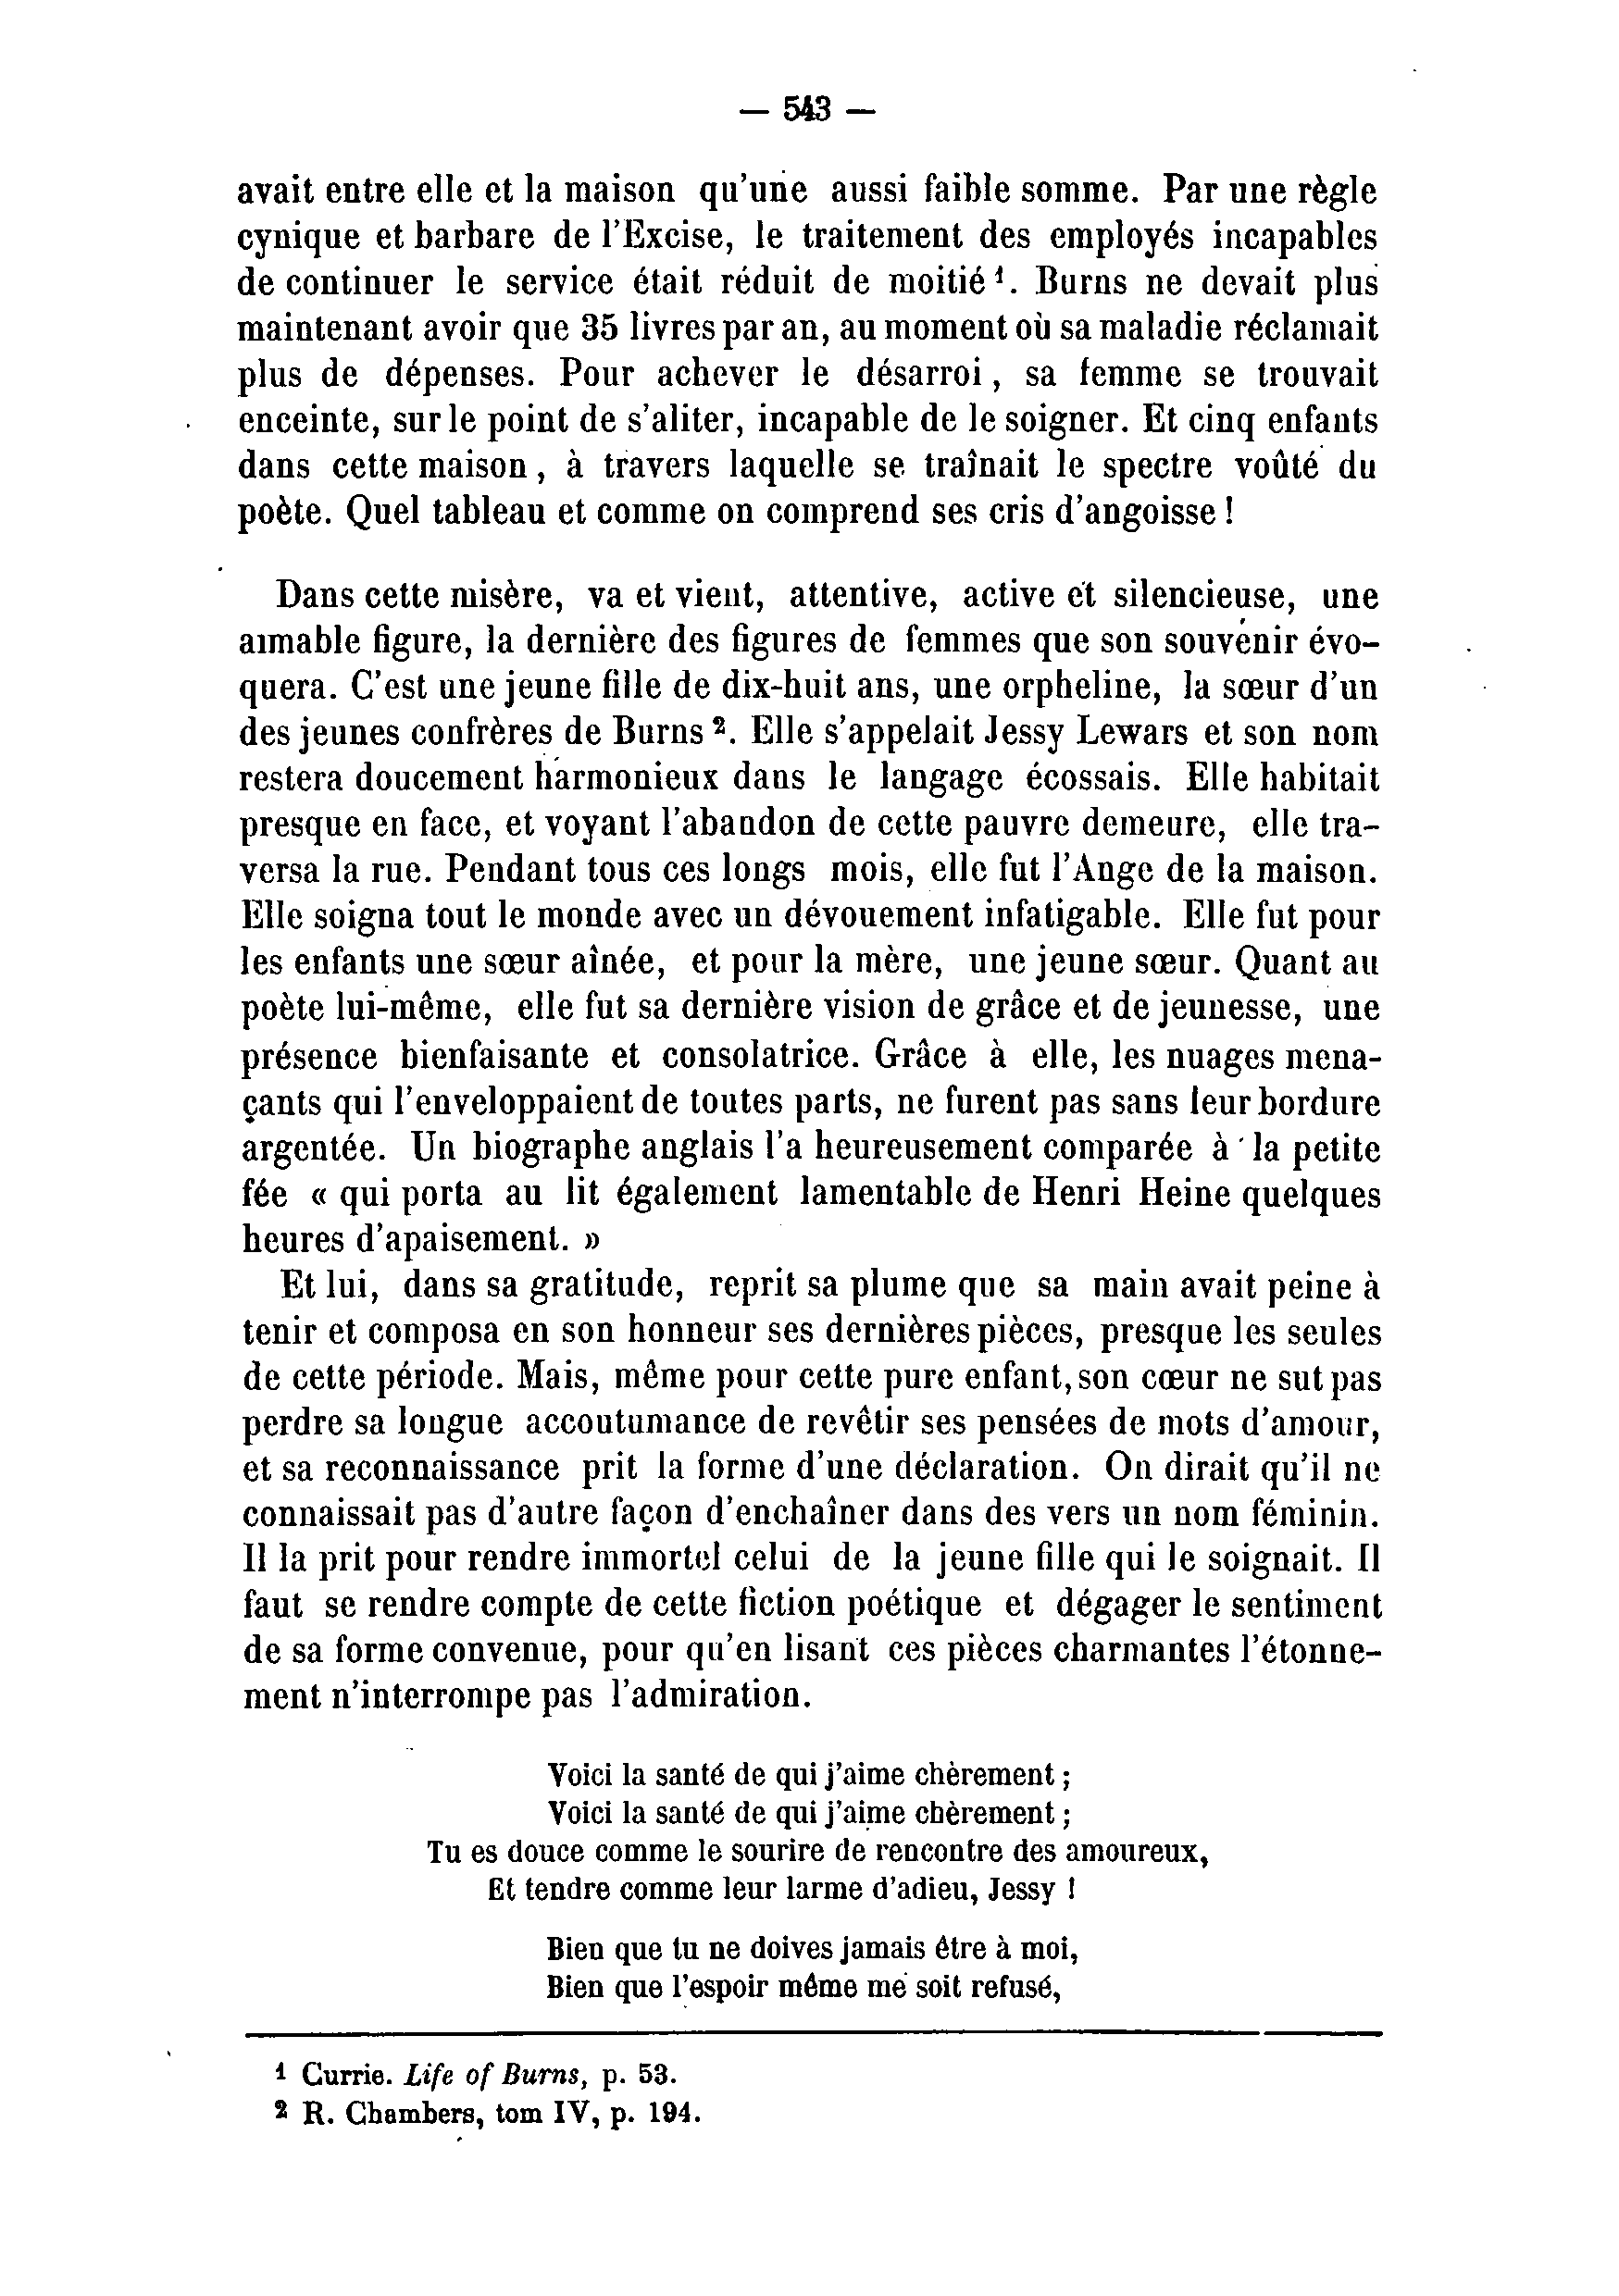 — 543 —
avait entre elle et la maison qu'une aussi faible somme. Par une règle
cynique et barbare de l'Excise, le traitement des employés incapables
de continuer le service était réduit de moitié ¹. Burns ne devait plus
maintenant avoir que 35 livres par an, au moment où sa maladie réclamait
plus de dépenses. Pour achever le désarroi, sa femme se trouvait
enceinte, sur le point de s'aliter, incapable de le soigner. Et cinq enfants
dans cette maison, à travers laquelle se traînait le spectre voûté du
poète. Quel tableau et comme on comprend ses cris d'angoisse !
Dans cette misère, va et vient, attentive, active et silencieuse, une
aimable figure, la dernière des figures de femmes que son souvenir évo-
quera. C'est une jeune fille de dix-huit ans, une orpheline, la sœur d'un
des jeunes confrères de Burns ². Elle s'appelait Jessy Lewars et son nom
restera doucement harmonieux dans le langage écossais. Elle habitait
presque en face, et voyant l'abandon de cette pauvre demeure, elle tra-
versa la rue. Pendant tous ces longs mois, elle fut l'Ange de la maison.
Elle soigna tout le monde avec un dévouement infatigable. Elle fut pour
les enfants une sœur aînée, et pour la mère, une jeune sœur. Quant au
poète lui-même, elle fut sa dernière vision de grâce et de jeunesse, une
présence bienfaisante et consolatrice. Grâce à elle, les nuages mena-
çants qui l'enveloppaient de toutes parts, ne furent pas sans leur bordure
argentée. Un biographe anglais l'a heureusement comparée à la petite
fée « qui porta au lit également lamentable de Henri Heine quelques
heures d'apaisement. »
Et lui, dans sa gratitude, reprit sa plume que sa main avait peine à
tenir et composa en son honneur ses dernières pièces, presque les seules
de cette période. Mais, même pour cette pure enfant, son cœur ne sut pas
perdre sa longue accoutumance de revêtir ses pensées de mots d'amour,
et sa reconnaissance prit la forme d'une déclaration. On dirait qu'il ne
connaissait pas d'autre façon d'enchaîner dans des vers un nom féminin.
Il la prit pour rendre immortel celui de la jeune fille qui le soignait. Il
faut se rendre compte de cette fiction poétique et dégager le sentiment
de sa forme convenue, pour qu'en lisant ces pièces charmantes l'étonne-
ment n'interrompe pas l'admiration.
Voici la santé de qui j'aime chèrement ;
Voici la santé de qui j'aime chèrement ;
Tu es douce comme le sourire de rencontre des amoureux,
Et tendre comme leur larme d'adieu, Jessy !
Bien que tu ne doives jamais être à moi,
Bien que l'espoir même me soit refusé,
¹ Currie. Life of Burns, p. 53.
² R. Chambers, tom IV, p. 194.